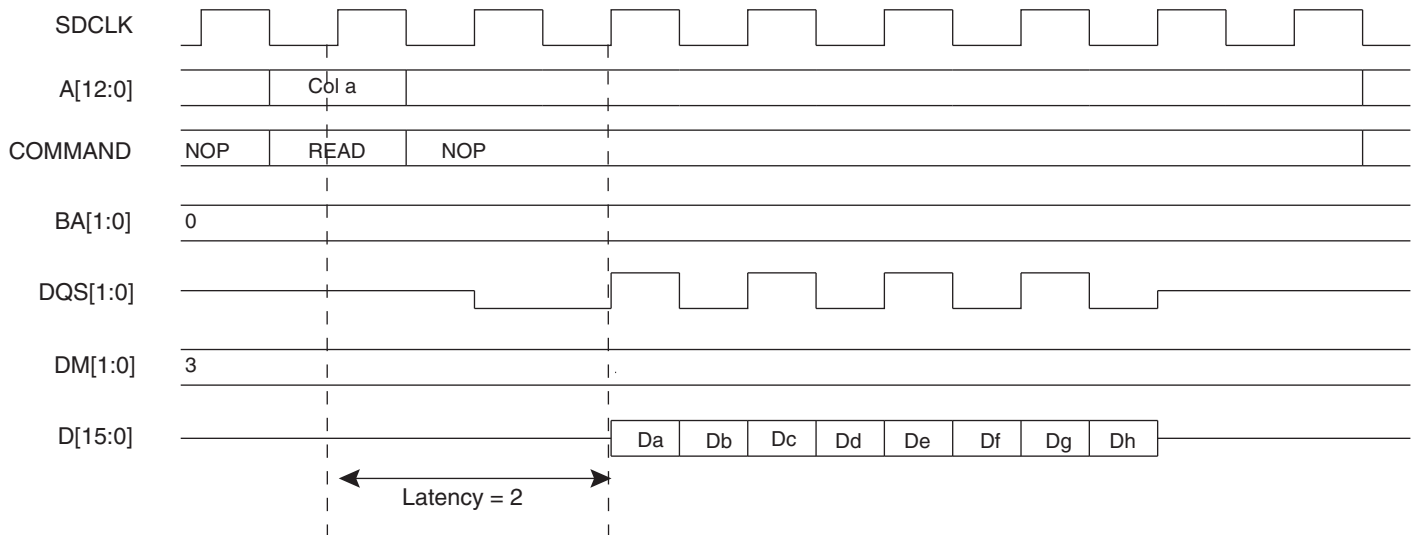 SDCLK
A[12:0] Col a
COMMAND NOP READ NOP
BA[1:0] 0
DQS[1:0]
DM[1:0] 3
D[15:0] Da Db Dc Dd De Df Dg Dh
Latency = 2